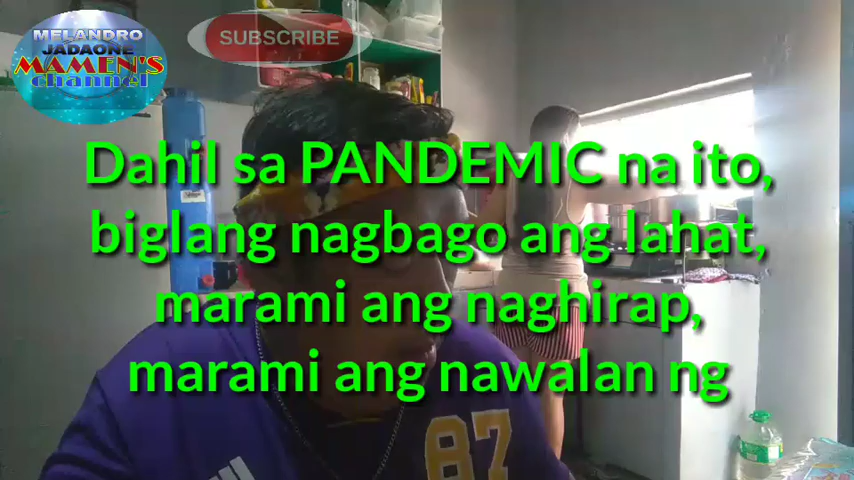 MELANDRO
JADAONE
MAMEN'S
channel
SUBSCRIBE
Dahil sa PANDEMIC na ito,
biglang nagbago ang lahat,
marami ang naghirap,
marami ang nawalan ng
87